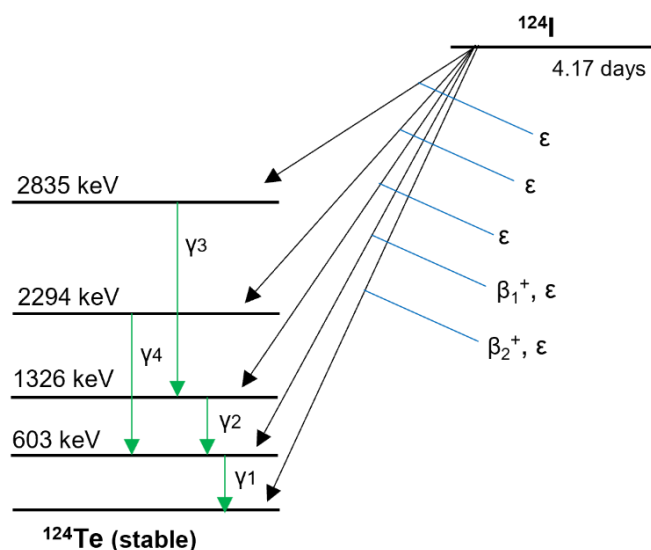 ¹²⁴I
4.17 days
ε
2835 keV
ε
γ3
ε
2294 keV
β₁⁺, ε
γ4
β₂⁺, ε
1326 keV
γ2
603 keV
γ1
¹²⁴Te (stable)